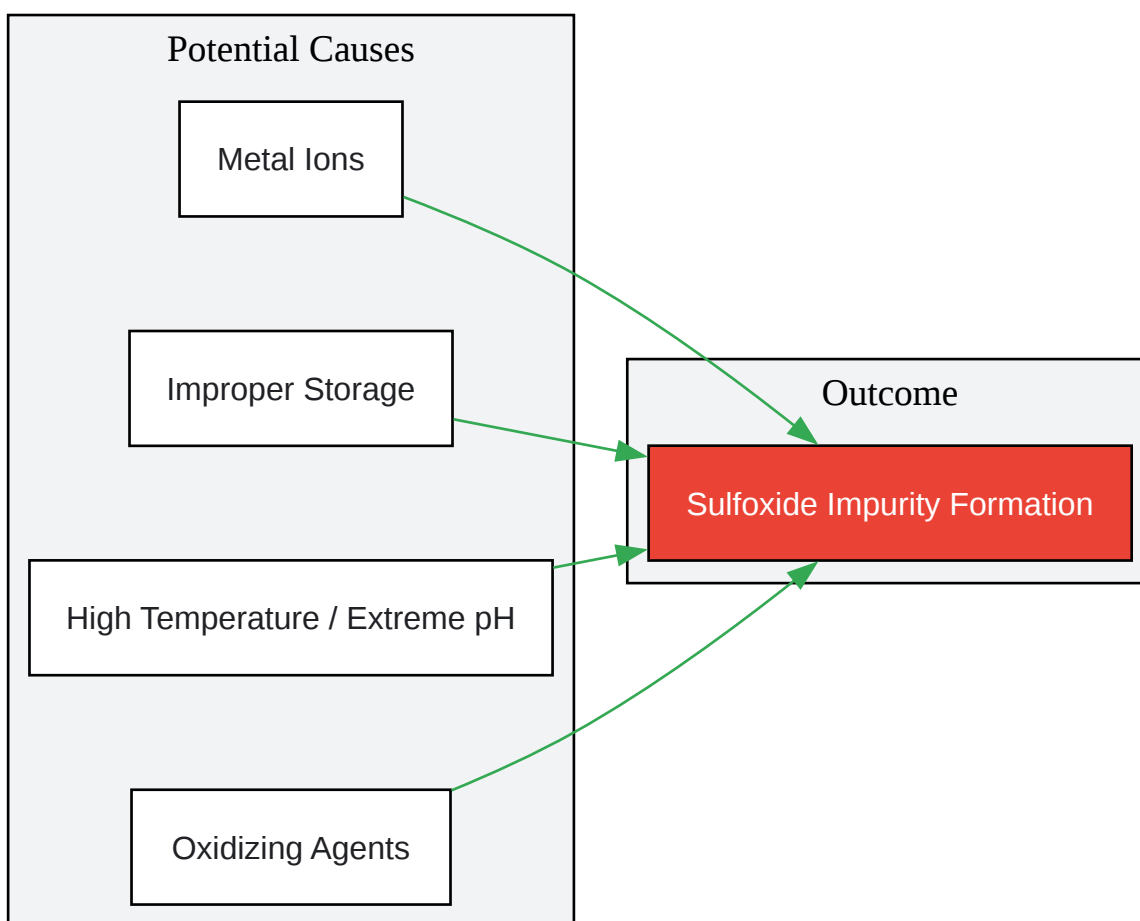 Potential Causes
Metal Ions
Improper Storage
High Temperature / Extreme pH
Oxidizing Agents
Outcome
Sulfoxide Impurity Formation